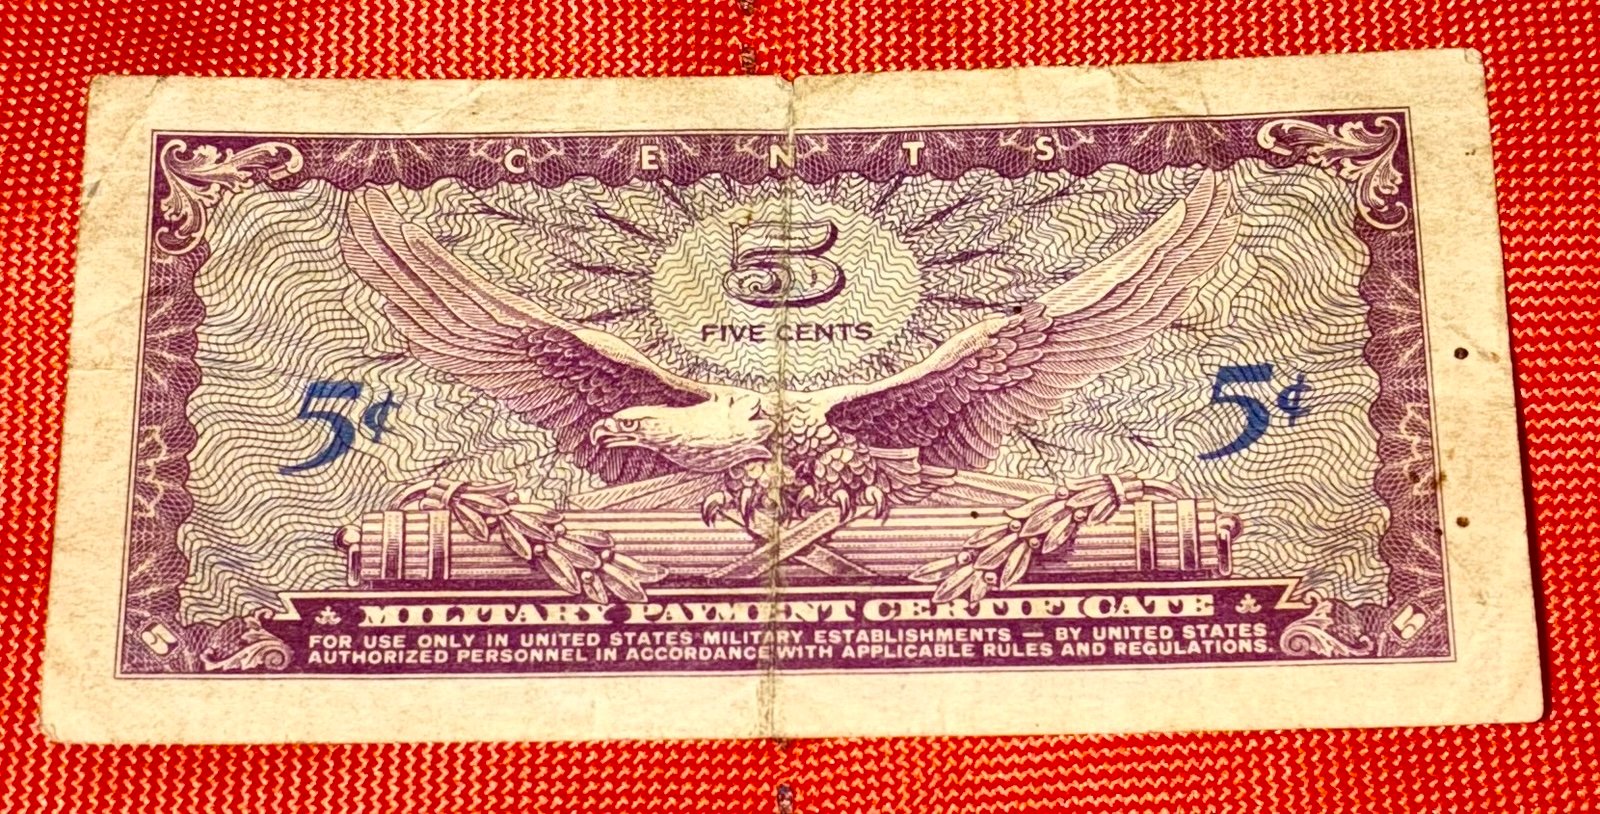 CENTS
5
FIVE CENTS
5¢ 5¢
MILITARY PAYMENT CERTIFICATE
5 FOR USE ONLY IN UNITED STATES MILITARY ESTABLISHMENTS — BY UNITED STATES 5
AUTHORIZED PERSONNEL IN ACCORDANCE WITH APPLICABLE RULES AND REGULATIONS.